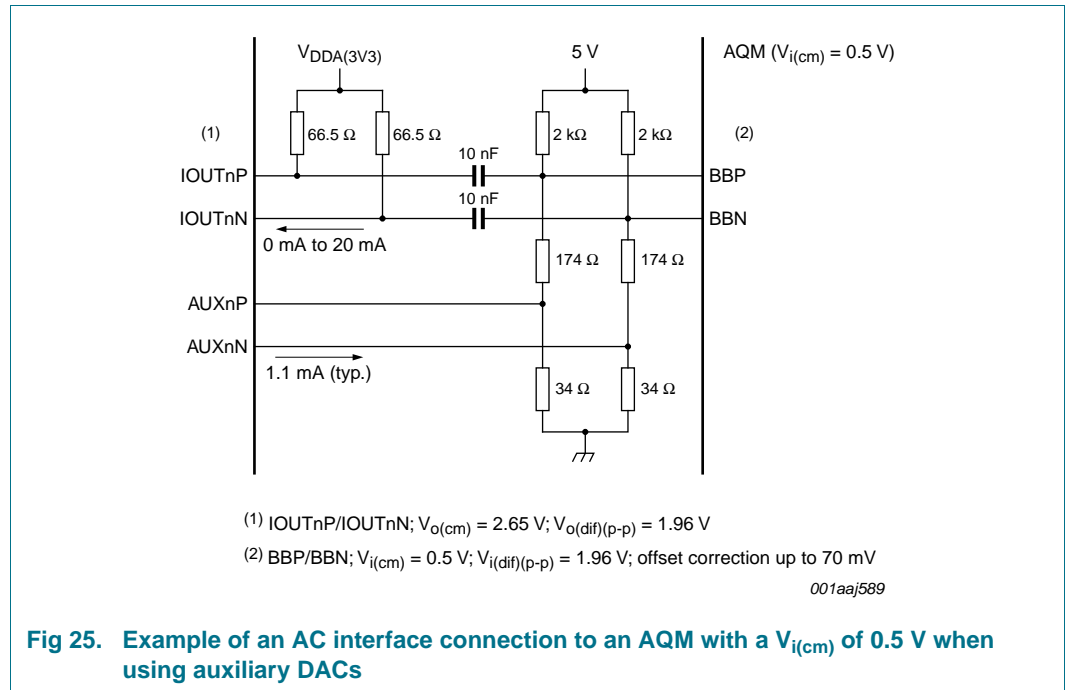 V_DDA(3V3) 5 V AQM (V_i(cm) = 0.5 V)
(1) 66.5 Ω 66.5 Ω 2 kΩ 2 kΩ (2)
10 nF
IOUTnP BBP
10 nF
IOUTnN BBN
0 mA to 20 mA
174 Ω 174 Ω
AUXnP
AUXnN
1.1 mA (typ.)
34 Ω 34 Ω
(1) IOUTnP/IOUTnN; V_o(cm) = 2.65 V; V_o(dif)(p-p) = 1.96 V
(2) BBP/BBN; V_i(cm) = 0.5 V; V_i(dif)(p-p) = 1.96 V; offset correction up to 70 mV
001aaj589
Fig 25. Example of an AC interface connection to an AQM with a V_i(cm) of 0.5 V when
using auxiliary DACs